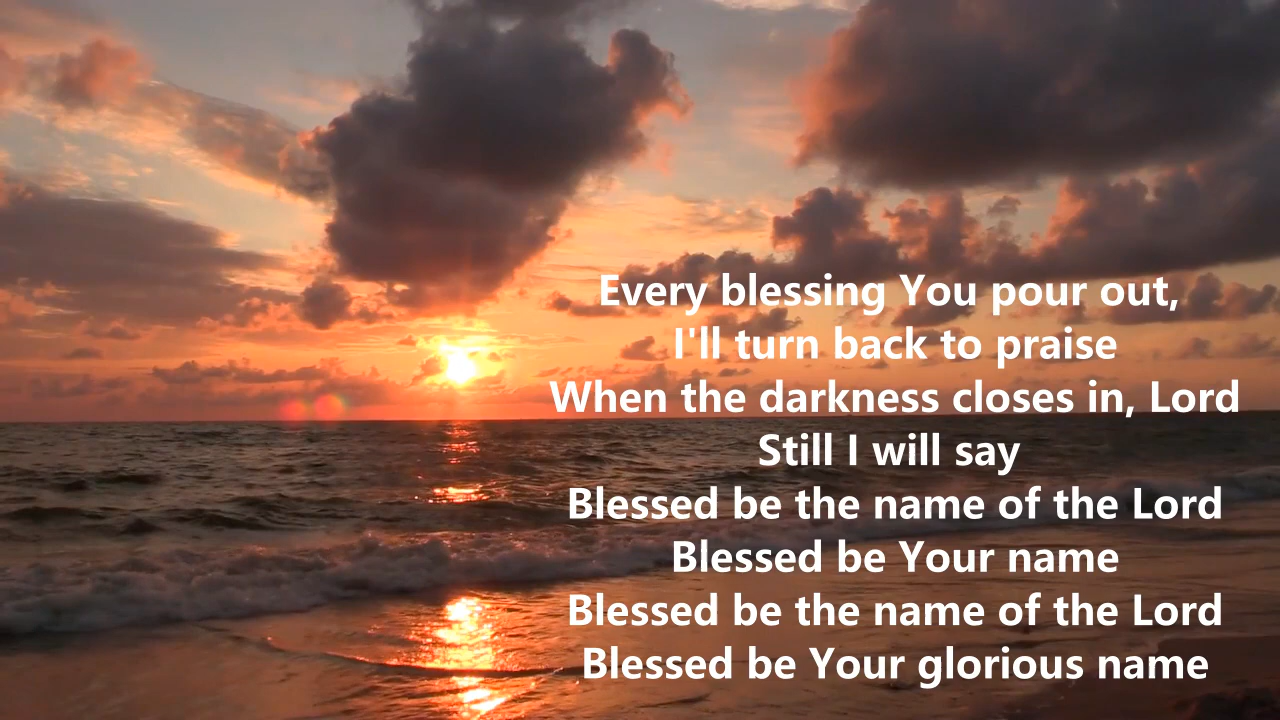 Every blessing You pour out,
I'll turn back to praise
When the darkness closes in, Lord
Still I will say
Blessed be the name of the Lord
Blessed be Your name
Blessed be the name of the Lord
Blessed be Your glorious name